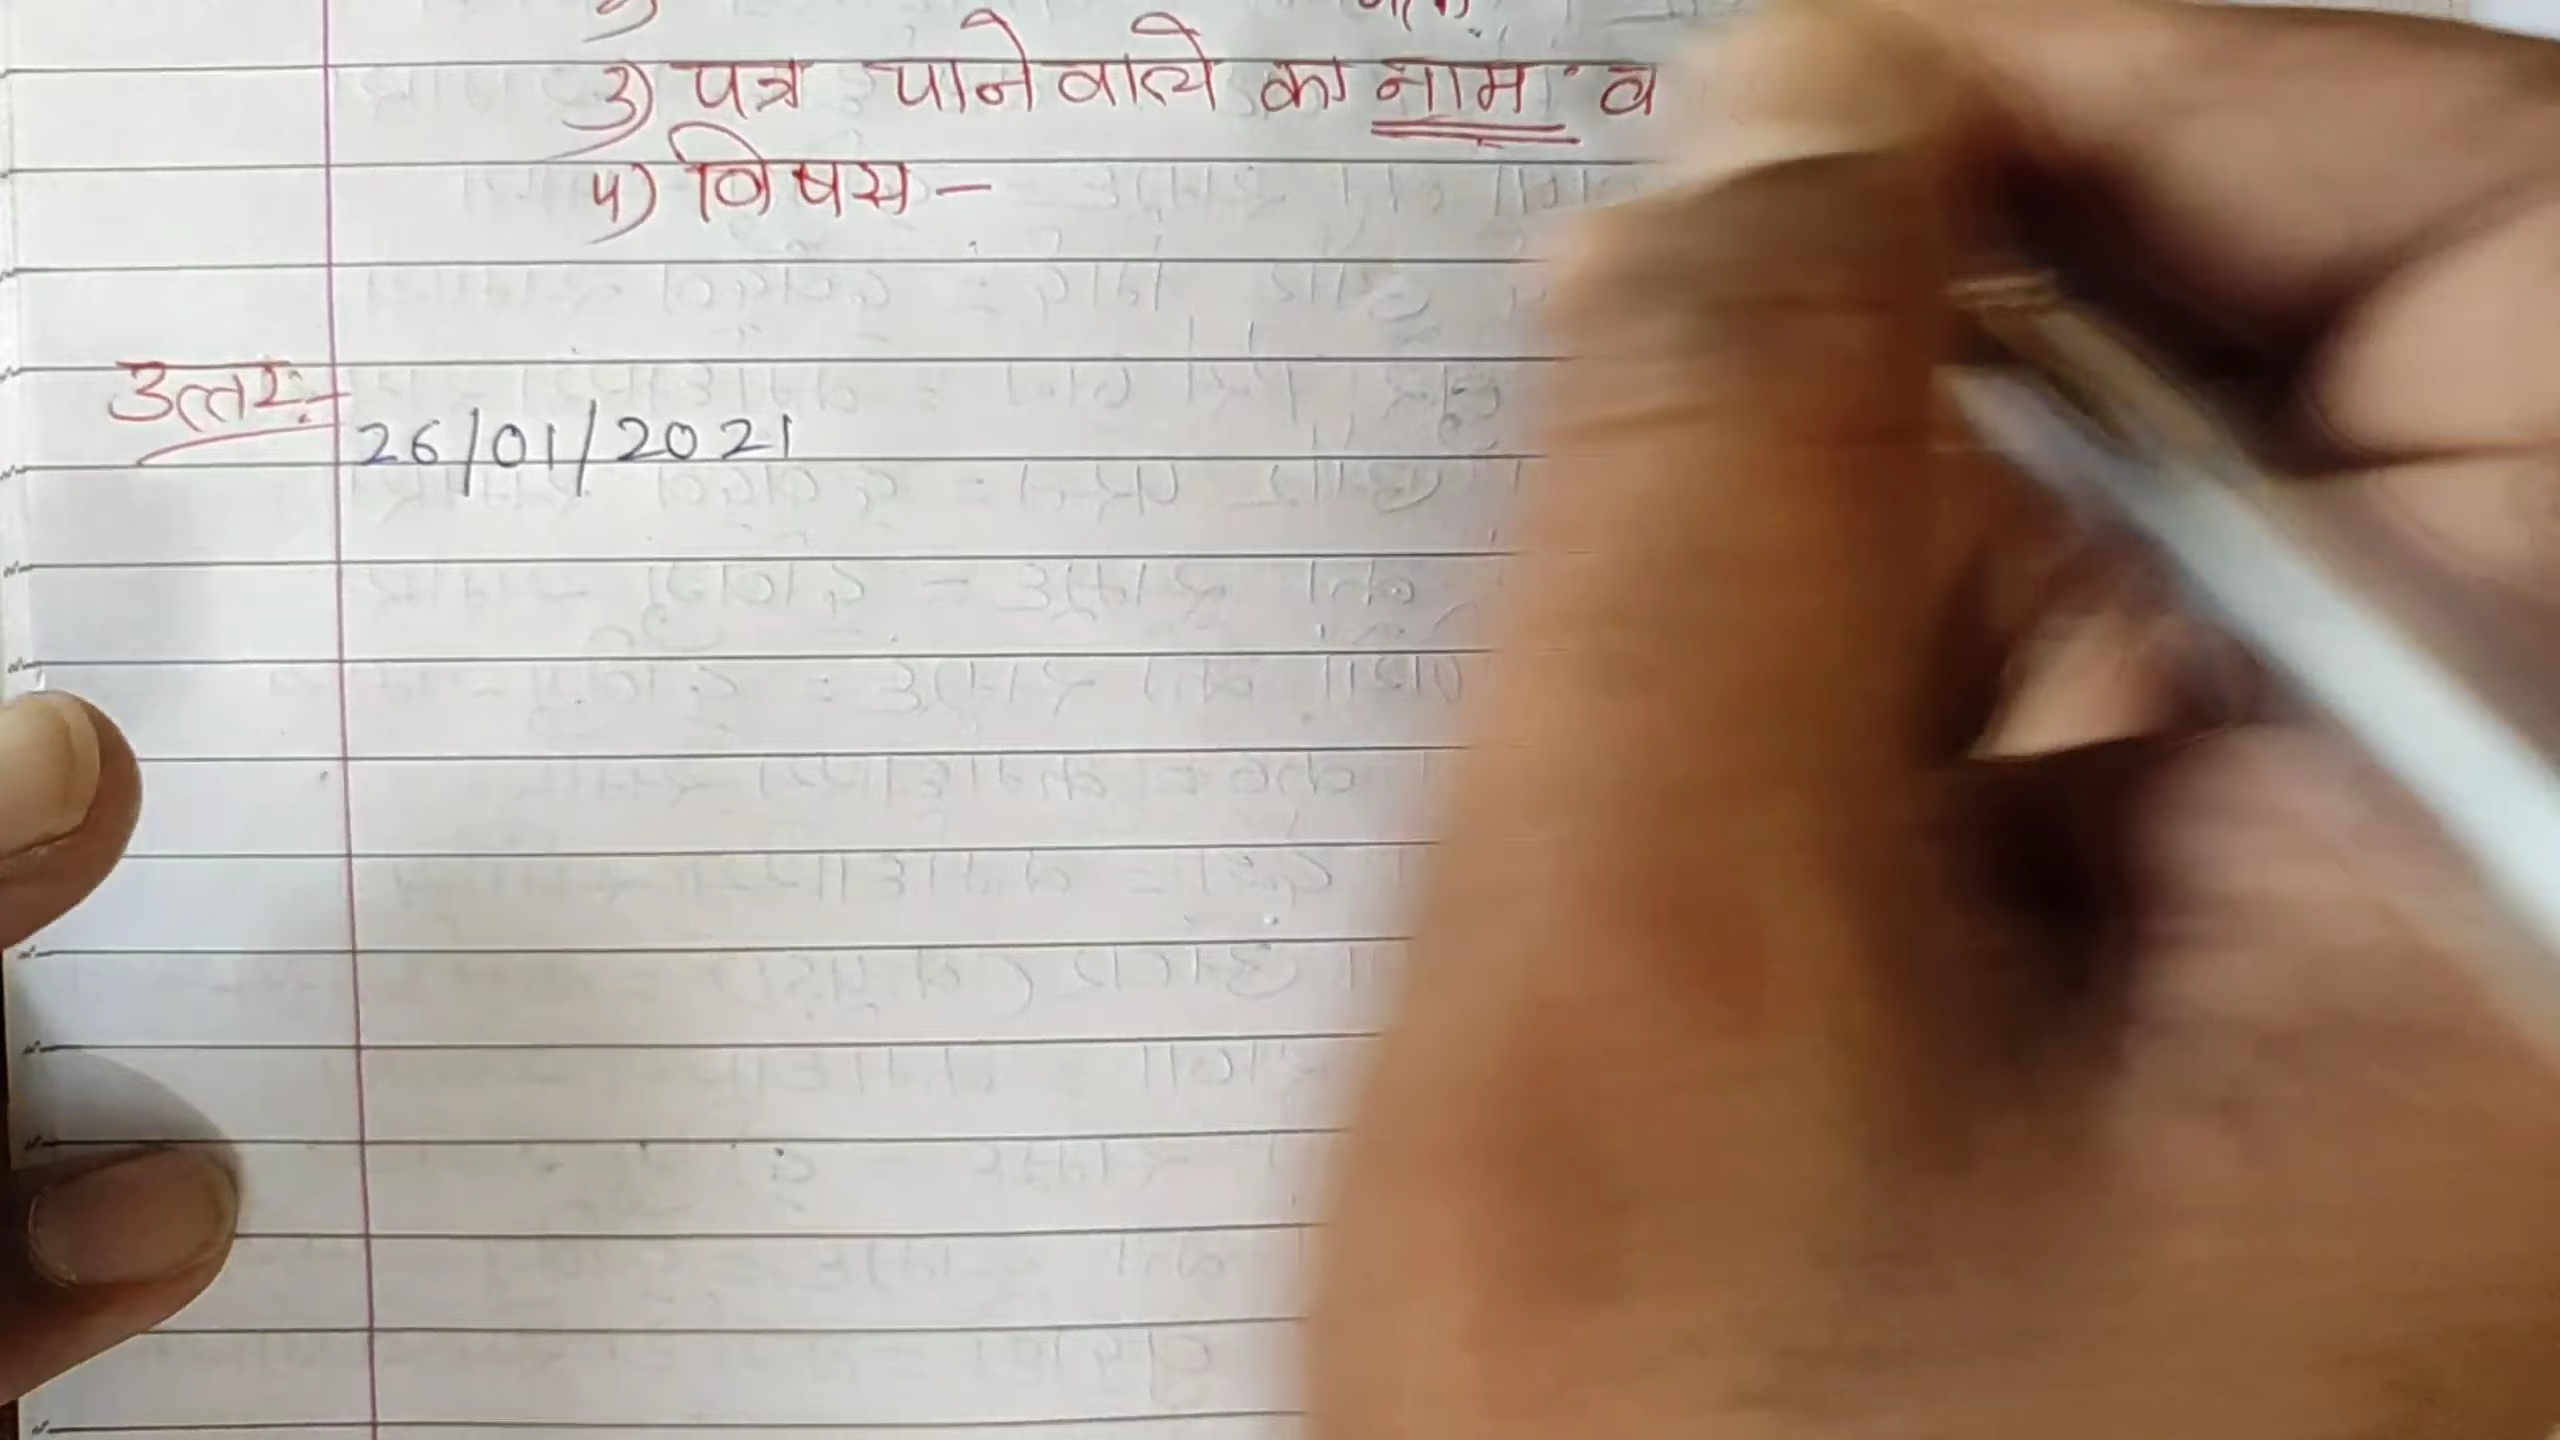 3) पत्र पाने वाले का नाम व
4) विषय -
उत्तर:-
26/01/2021